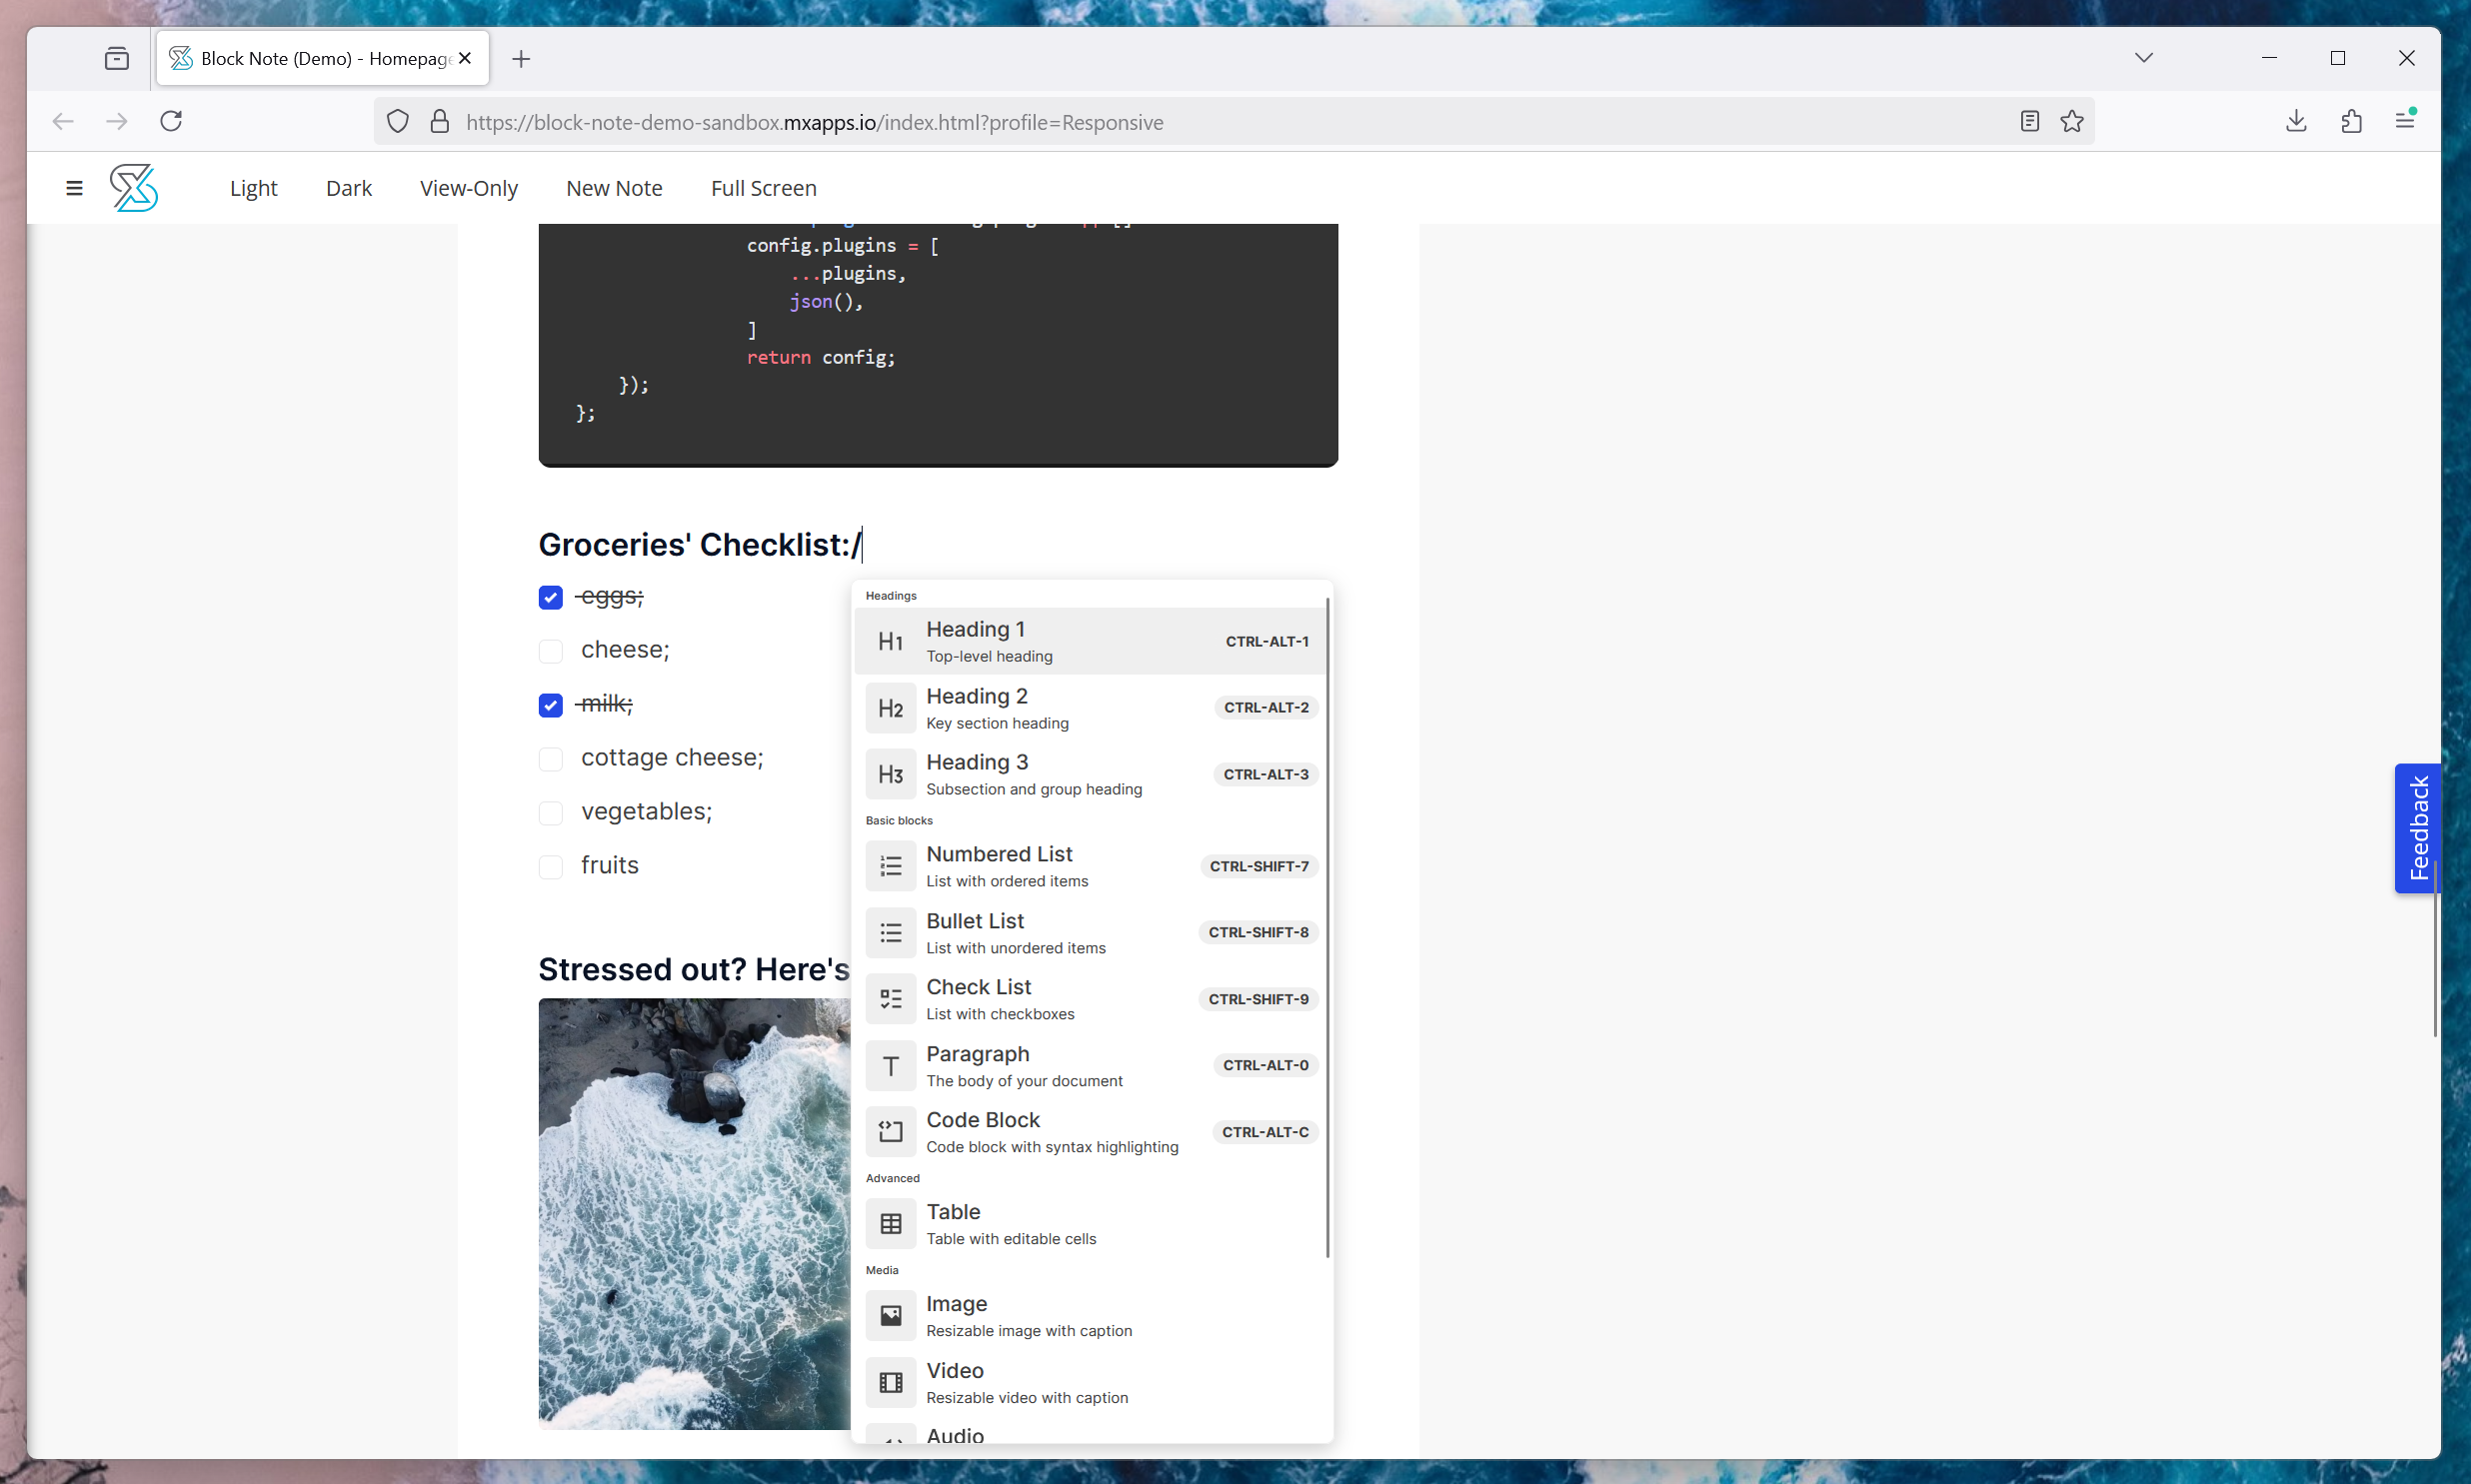 Block Note (Demo) - Homepage
https://block-note-demo-sandbox.mxapps.io/index.html?profile=Responsive
Light Dark View-Only New Note Full Screen
config.plugins = [
...plugins,
json(),
]
return config;
});
};
Groceries' Checklist:/
eggs;
cheese;
milk;
cottage cheese;
vegetables;
fruits
Stressed out? Here's
Headings
H1 Heading 1 CTRL-ALT-1
Top-level heading
H2 Heading 2 CTRL-ALT-2
Key section heading
H3 Heading 3 CTRL-ALT-3
Subsection and group heading
Basic blocks
Numbered List CTRL-SHIFT-7
List with ordered items
Bullet List CTRL-SHIFT-8
List with unordered items
Check List CTRL-SHIFT-9
List with checkboxes
T Paragraph CTRL-ALT-0
The body of your document
Code Block CTRL-ALT-C
Code block with syntax highlighting
Advanced
Table
Table with editable cells
Media
Image
Resizable image with caption
Video
Resizable video with caption
Audio
Feedback